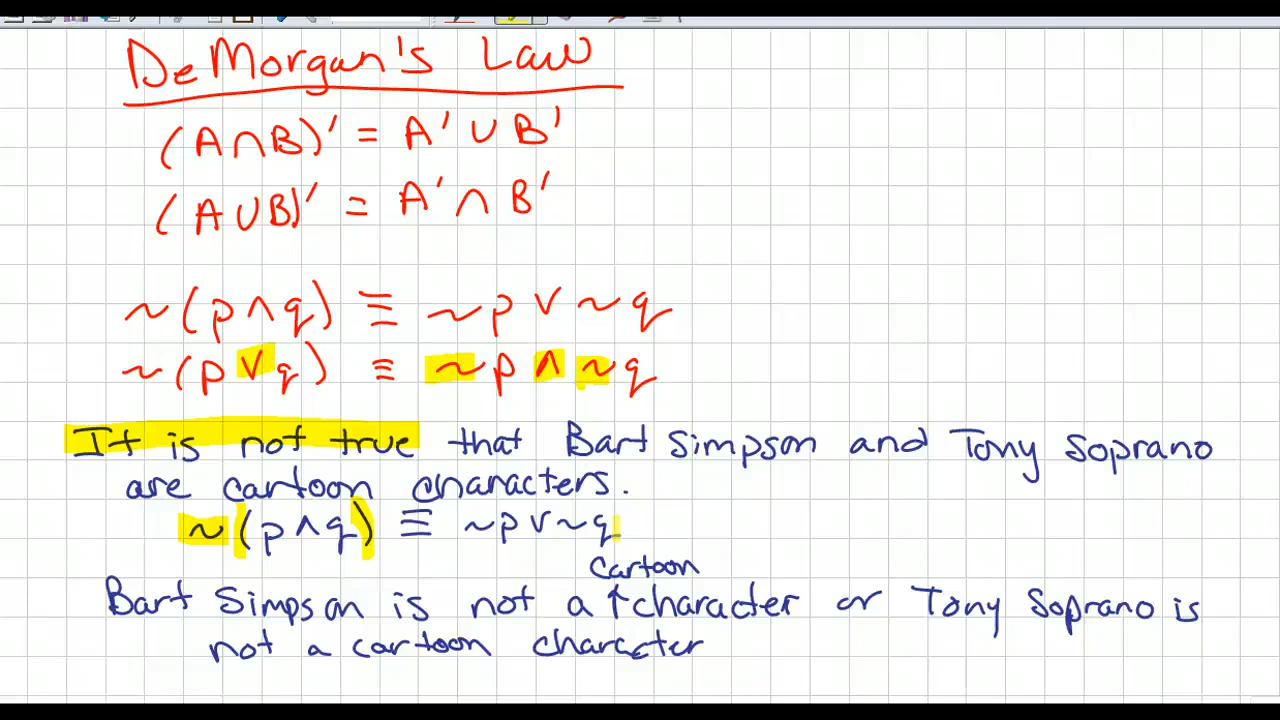 DeMorgan's Law
(A∩B)' = A' ∪ B'
(A∪B)' = A' ∩ B'
~(p∧q) ≡ ~p ∨ ~q
~(p∨q) ≡ ~p ∧ ~q
It is not true that Bart Simpson and Tony Soprano
are cartoon characters.
~(p∧q) ≡ ~p∨~q
cartoon
Bart Simpson is not a ↑character or Tony Soprano is
not a cartoon character